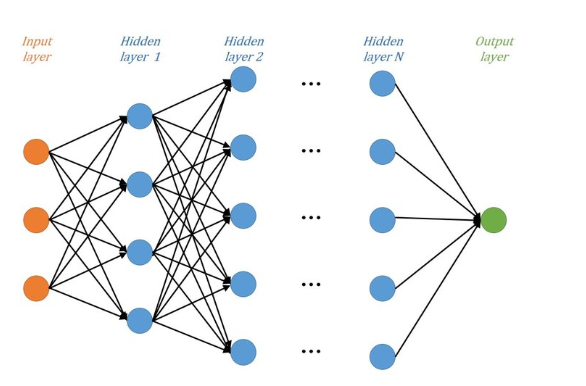 Input
layer
Hidden
layer 1
Hidden
layer 2
Hidden
layer N
Output
layer
...
...
...
...
...